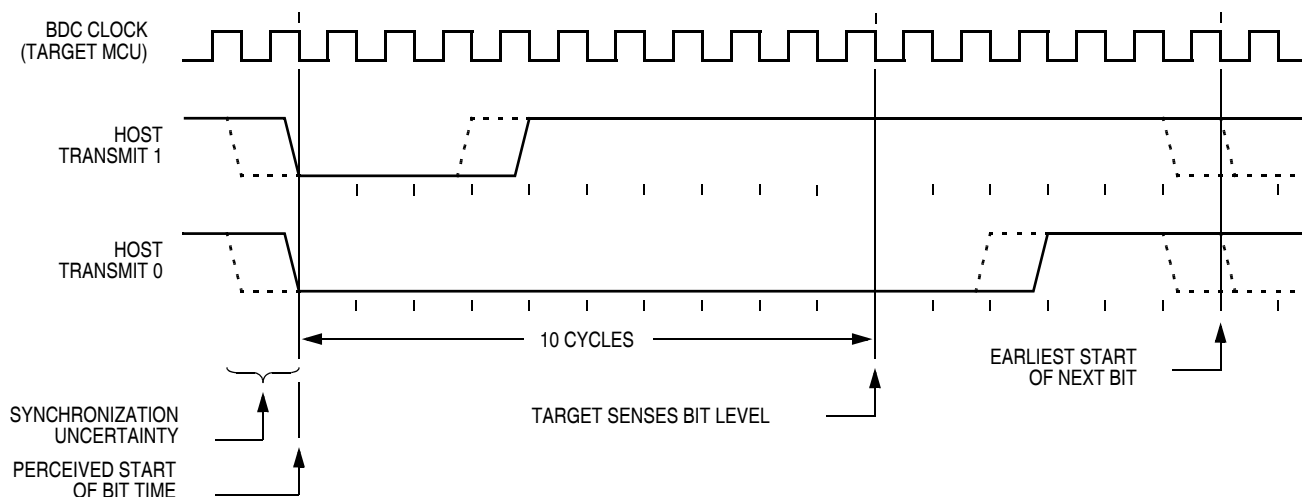 BDC CLOCK
(TARGET MCU)
HOST
TRANSMIT 1
HOST
TRANSMIT 0
10 CYCLES
EARLIEST START
OF NEXT BIT
SYNCHRONIZATION
UNCERTAINTY
TARGET SENSES BIT LEVEL
PERCEIVED START
OF BIT TIME